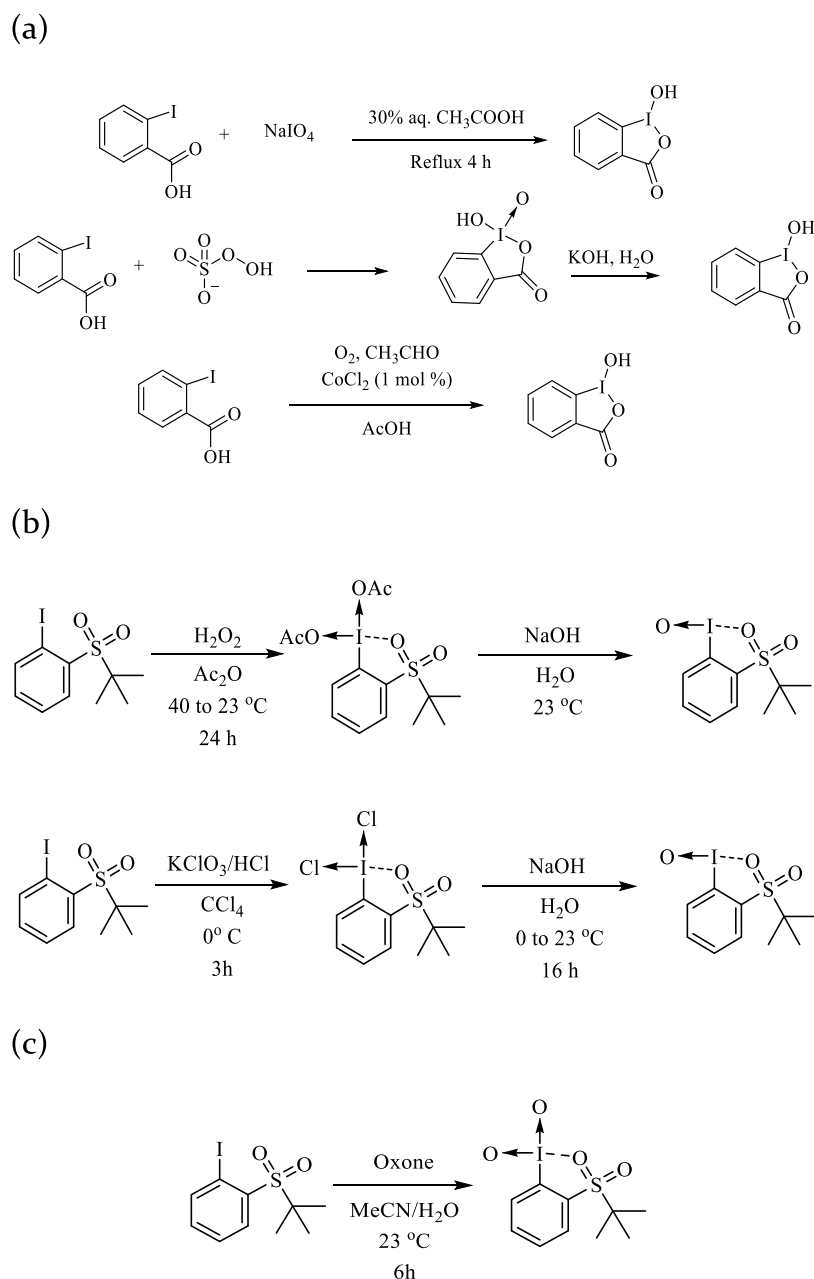 (a)
I
O
OH
+
NaIO4
30% aq. CH3COOH
Reflux 4 h
OH
I
O
O
I
O
OH
+
O
O
S
O
OH
O−
O
HO
I
O
O
KOH, H2O
OH
I
O
O
I
O
OH
O2, CH3CHO
CoCl2 (1 mol %)
AcOH
OH
I
O
O
(b)
I
O
O
S
H2O2
Ac2O
40 to 23 °C
24 h
OAc
AcO
I
O
O
S
NaOH
H2O
23 °C
O
I
O
O
S
I
O
O
S
KClO3/HCl
CCl4
0° C
3h
Cl
Cl
I
O
O
S
NaOH
H2O
0 to 23 °C
16 h
O
I
O
O
S
(c)
I
O
O
S
Oxone
MeCN/H2O
23 °C
6h
O
O
I
O
O
S